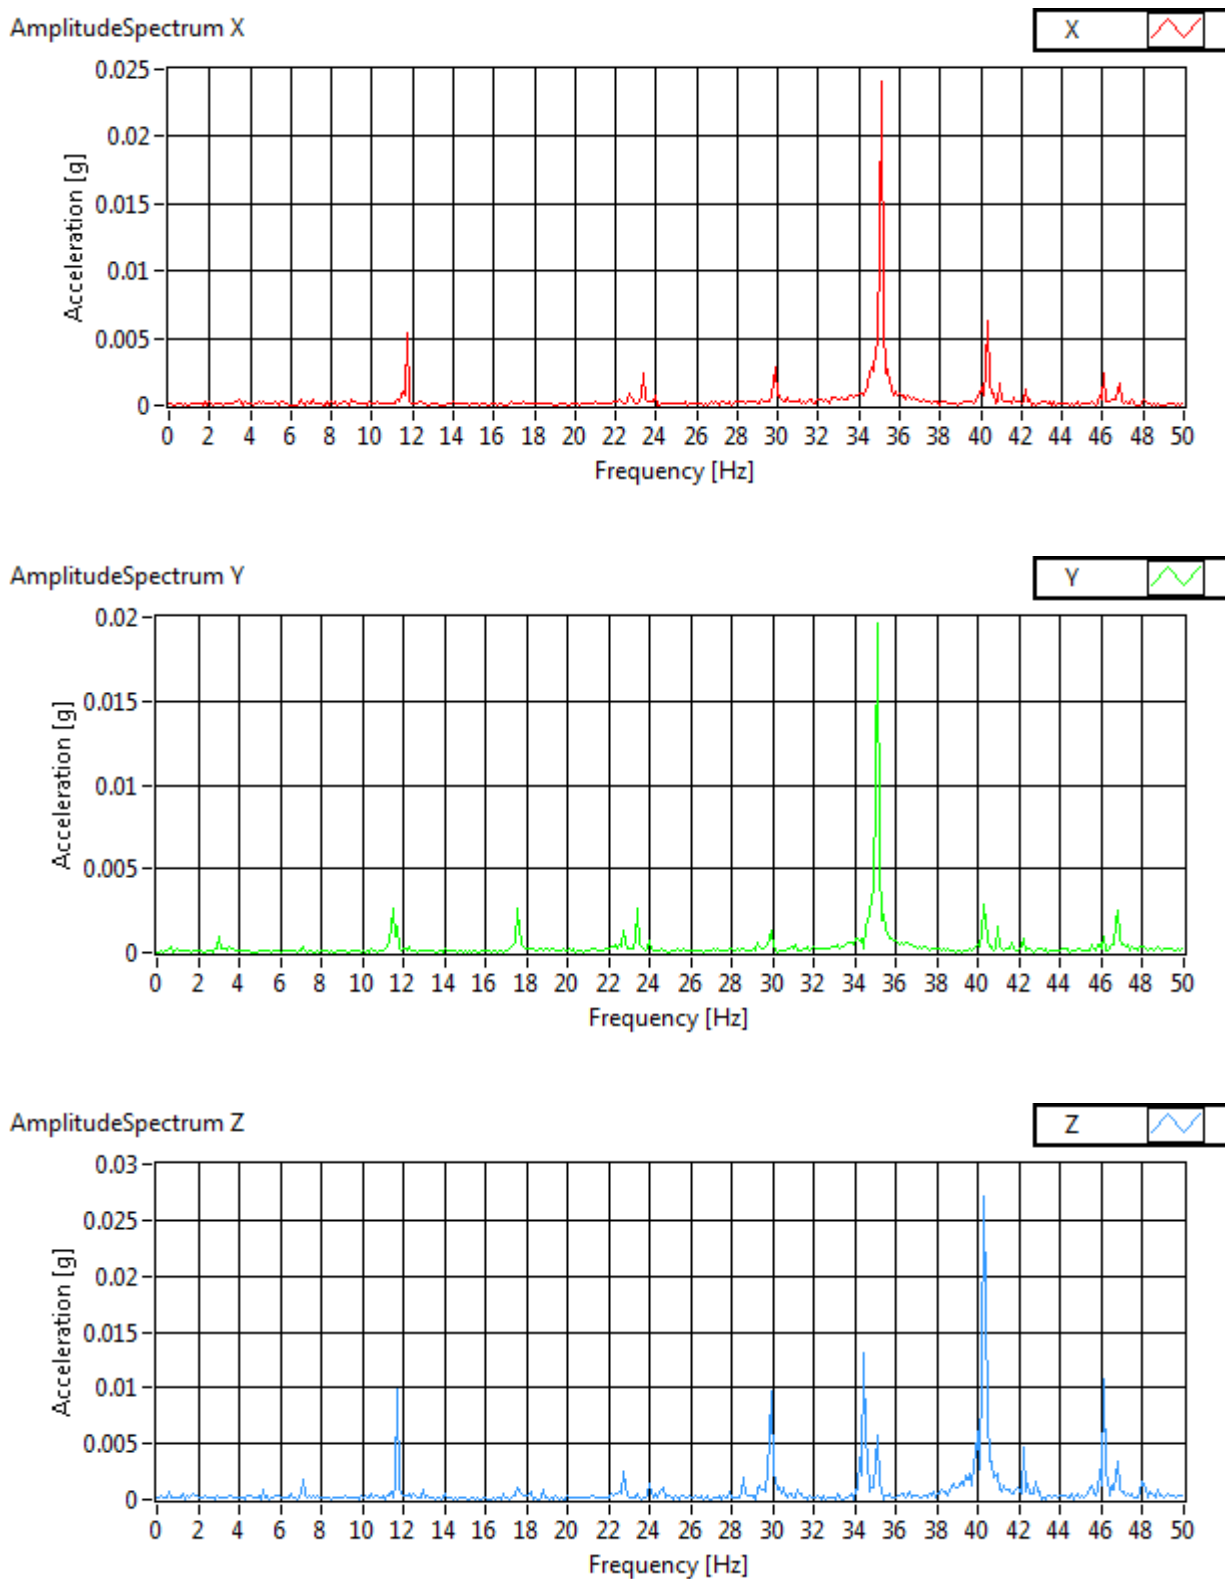 AmplitudeSpectrum X
X
Acceleration [g]
0.025
0.02
0.015
0.01
0.005
0
0 2 4 6 8 10 12 14 16 18 20 22 24 26 28 30 32 34 36 38 40 42 44 46 48 50
Frequency [Hz]
AmplitudeSpectrum Y
Y
Acceleration [g]
0.02
0.015
0.01
0.005
0
0 2 4 6 8 10 12 14 16 18 20 22 24 26 28 30 32 34 36 38 40 42 44 46 48 50
Frequency [Hz]
AmplitudeSpectrum Z
Z
Acceleration [g]
0.03
0.025
0.02
0.015
0.01
0.005
0
0 2 4 6 8 10 12 14 16 18 20 22 24 26 28 30 32 34 36 38 40 42 44 46 48 50
Frequency [Hz]